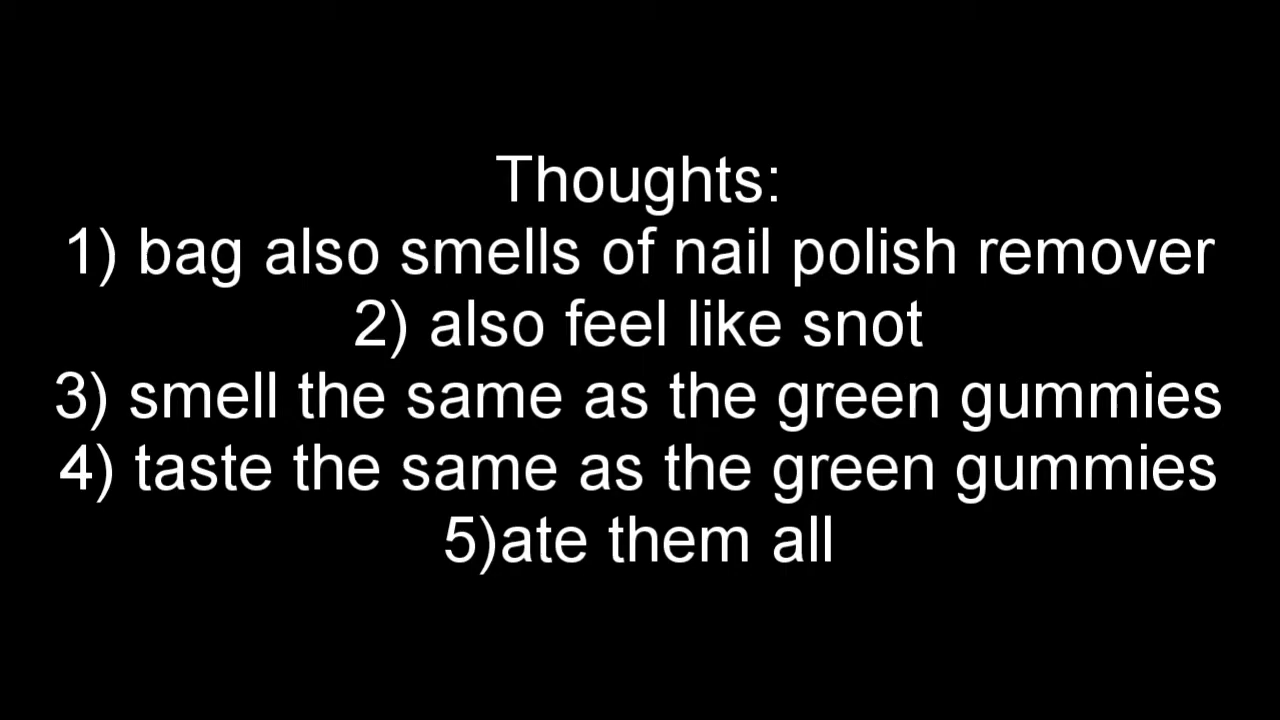 Thoughts:
1) bag also smells of nail polish remover
2) also feel like snot
3) smell the same as the green gummies
4) taste the same as the green gummies
5)ate them all